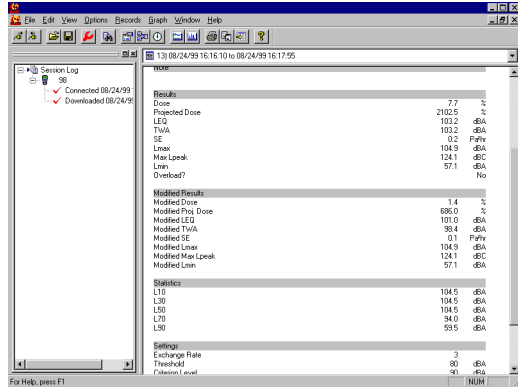 File Edit View Options Records Graph Window Help
13) 08/24/99 16:16:10 to 08/24/99 16:17:55
Session Log
98
Connected 08/24/99
Downloaded 08/24/9
Note
Results
Dose 7.7 %
Projected Dose 2102.5 %
LEQ 103.2 dBA
TWA 103.2 dBA
SE 0.2 Pa²hr
Lmax 104.9 dBA
Max Lpeak 124.1 dBC
Lmin 57.1 dBA
Overload? No
Modified Results
Modified Dose 1.4 %
Modified Proj. Dose 686.0 %
Modified LEQ 101.0 dBA
Modified TWA 98.4 dBA
Modified SE 0.1 Pa²hr
Modified Lmax 104.9 dBA
Modified Max Lpeak 124.1 dBC
Modified Lmin 57.1 dBA
Statistics
L10 104.5 dBA
L30 104.5 dBA
L50 104.5 dBA
L70 94.0 dBA
L90 59.5 dBA
Settings
Exchange Rate 3
Threshold 80 dBA
Criterion Level 90 dBA
For Help, press F1
NUM